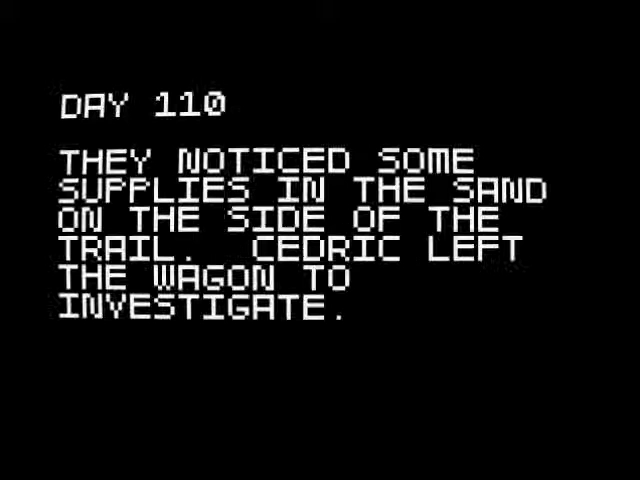 DAY 110
THEY NOTICED SOME
SUPPLIES IN THE SAND
ON THE SIDE OF THE
TRAIL. CEDRIC LEFT
THE WAGON TO
INVESTIGATE.